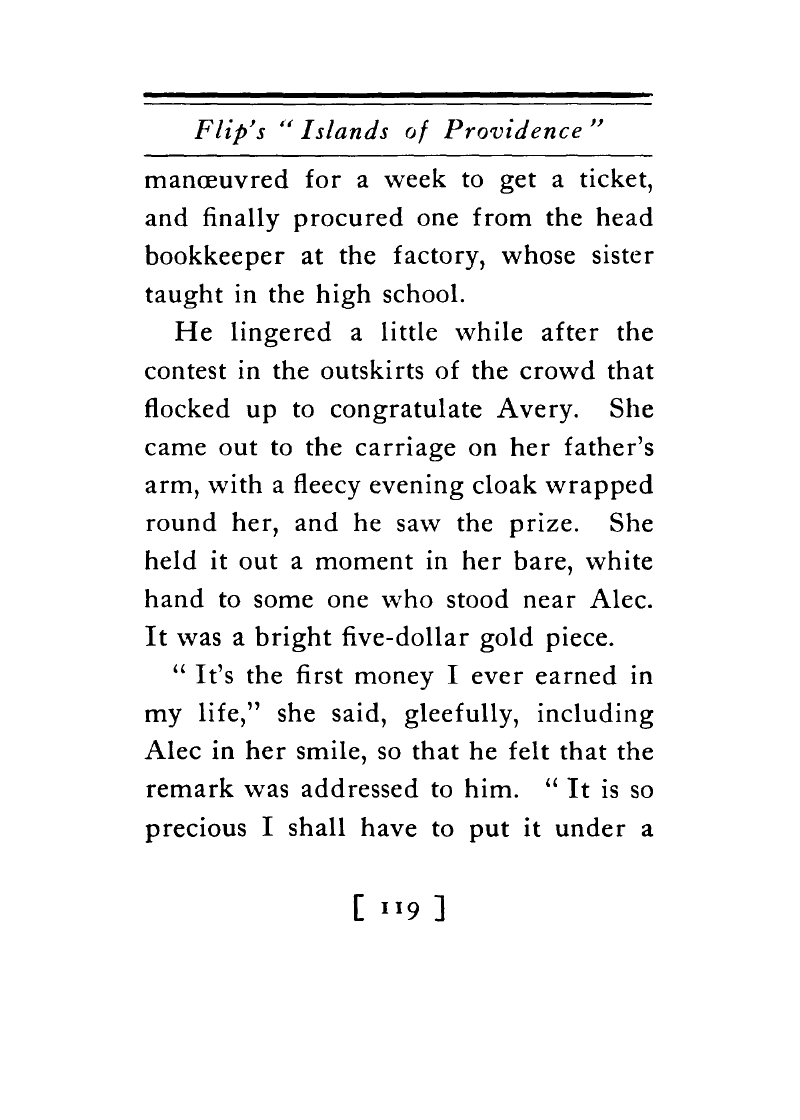 Flip's "Islands of Providence"
manœuvred for a week to get a ticket,
and finally procured one from the head
bookkeeper at the factory, whose sister
taught in the high school.
He lingered a little while after the
contest in the outskirts of the crowd that
flocked up to congratulate Avery. She
came out to the carriage on her father's
arm, with a fleecy evening cloak wrapped
round her, and he saw the prize. She
held it out a moment in her bare, white
hand to some one who stood near Alec.
It was a bright five-dollar gold piece.
"It's the first money I ever earned in
my life," she said, gleefully, including
Alec in her smile, so that he felt that the
remark was addressed to him. "It is so
precious I shall have to put it under a
[ 119 ]